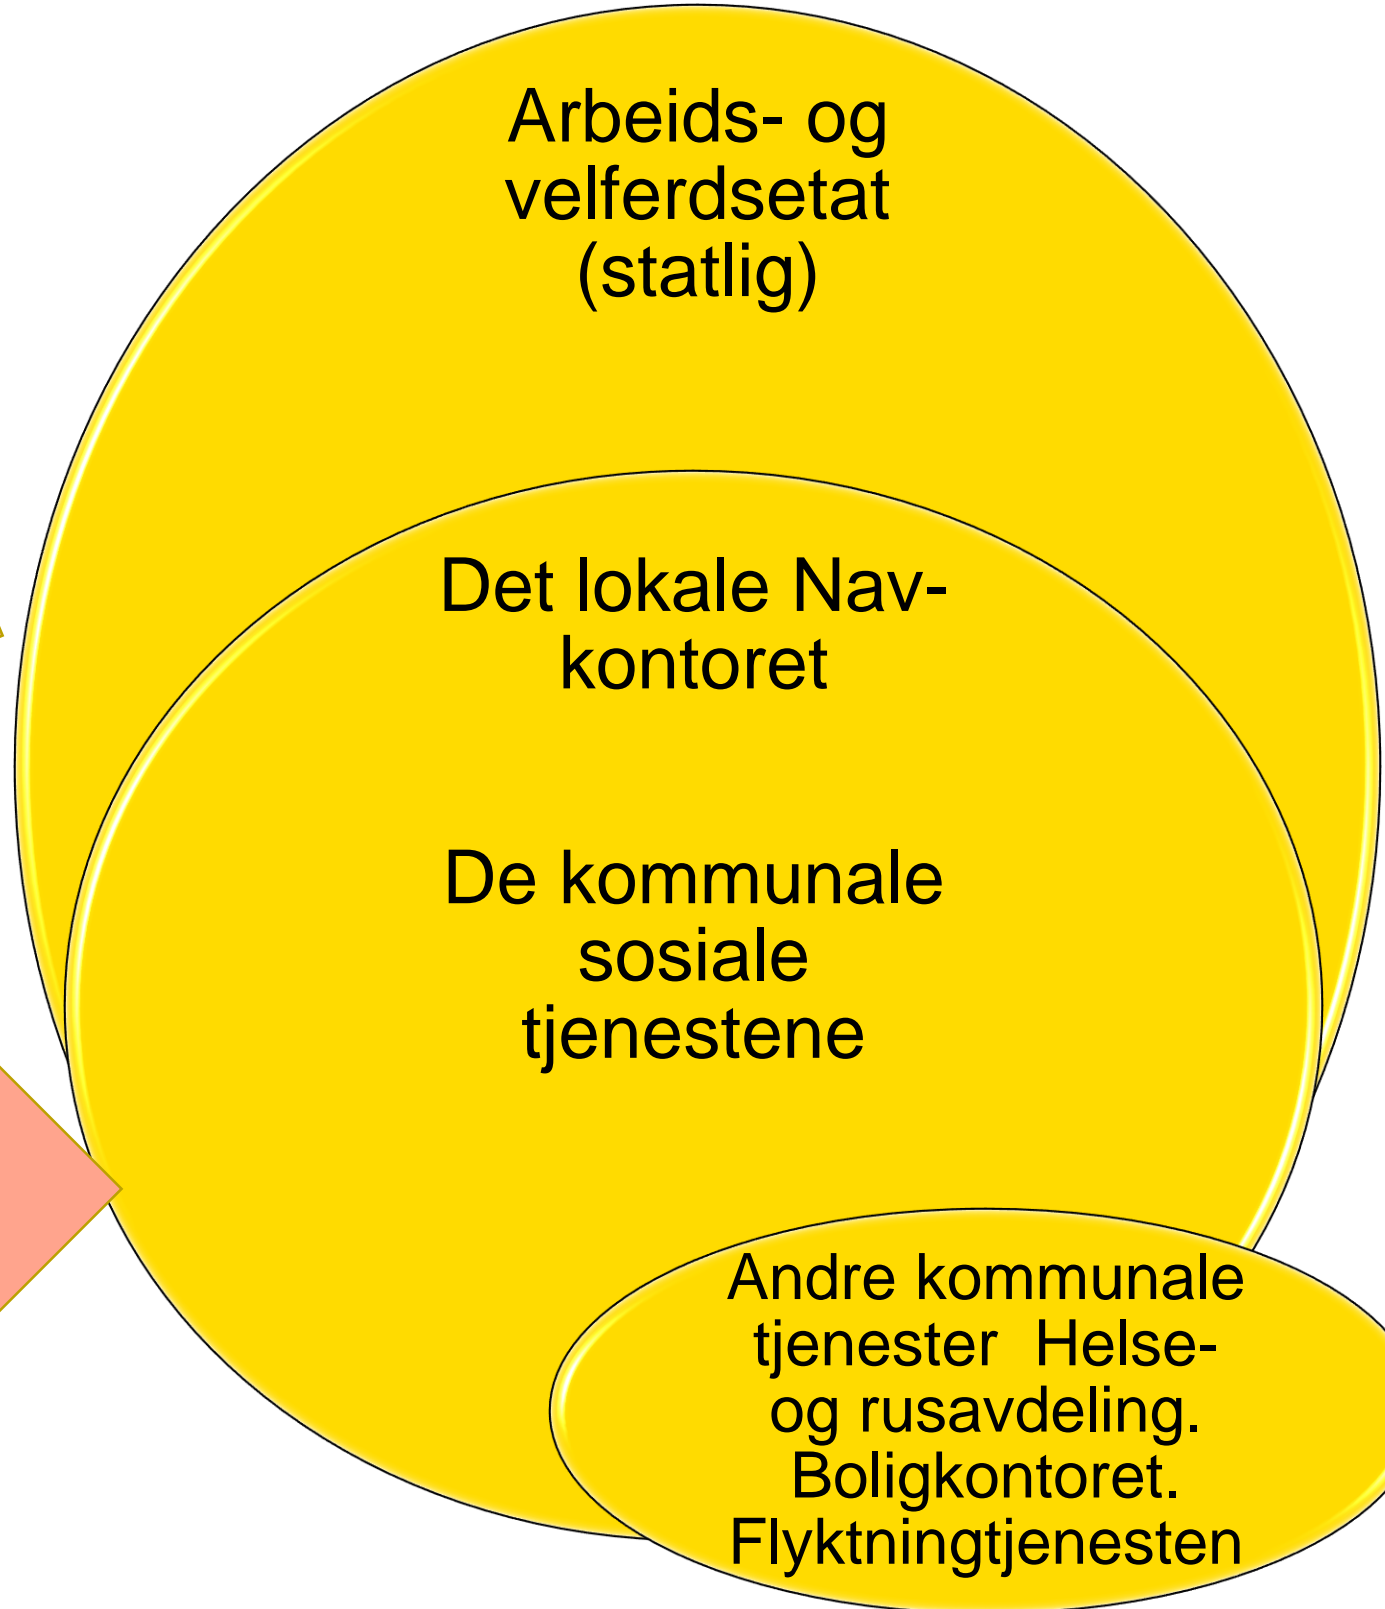 Arbeids- og
velferdsetat
(statlig)
Det lokale Nav-
kontoret
De kommunale
sosiale
tjenestene
Andre kommunale
tjenester  Helse-
og rusavdeling.
Boligkontoret.
Flyktningtjenesten